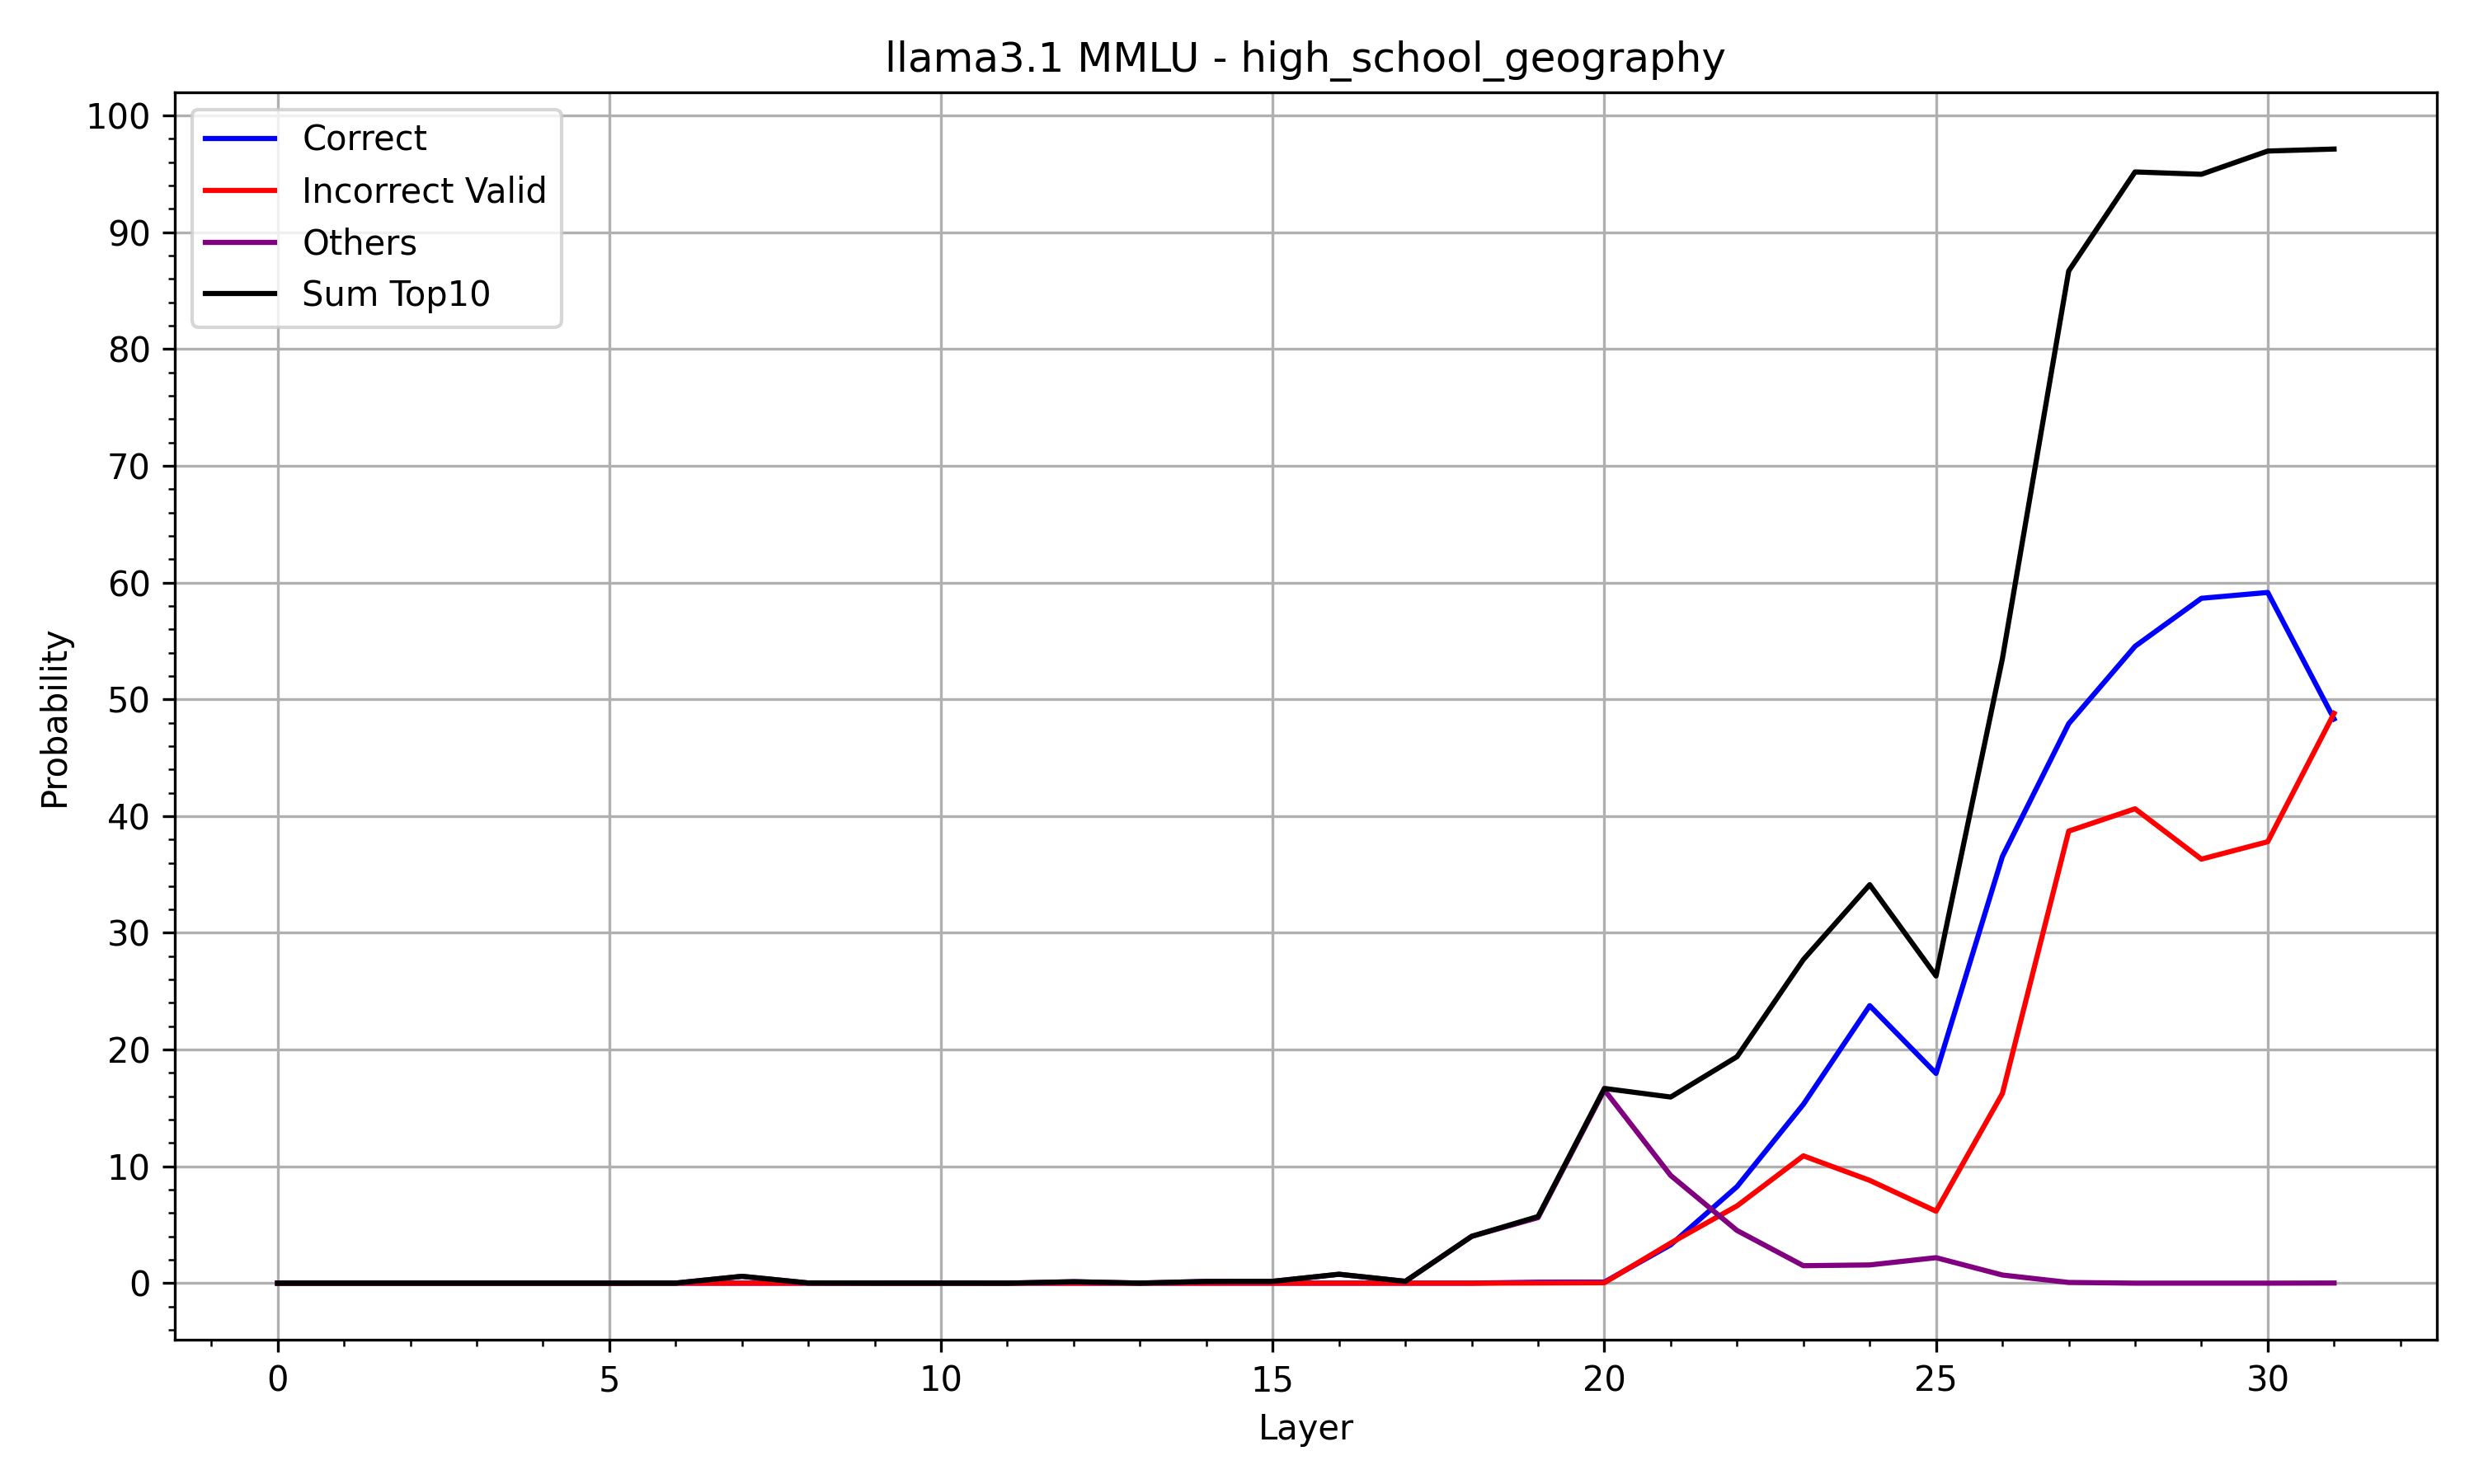 llama3.1 MMLU - high_school_geography
Correct
Incorrect Valid
Others
Sum Top10
100
90
80
70
60
50
40
30
20
10
0
Probability
0 5 10 15 20 25 30
Layer